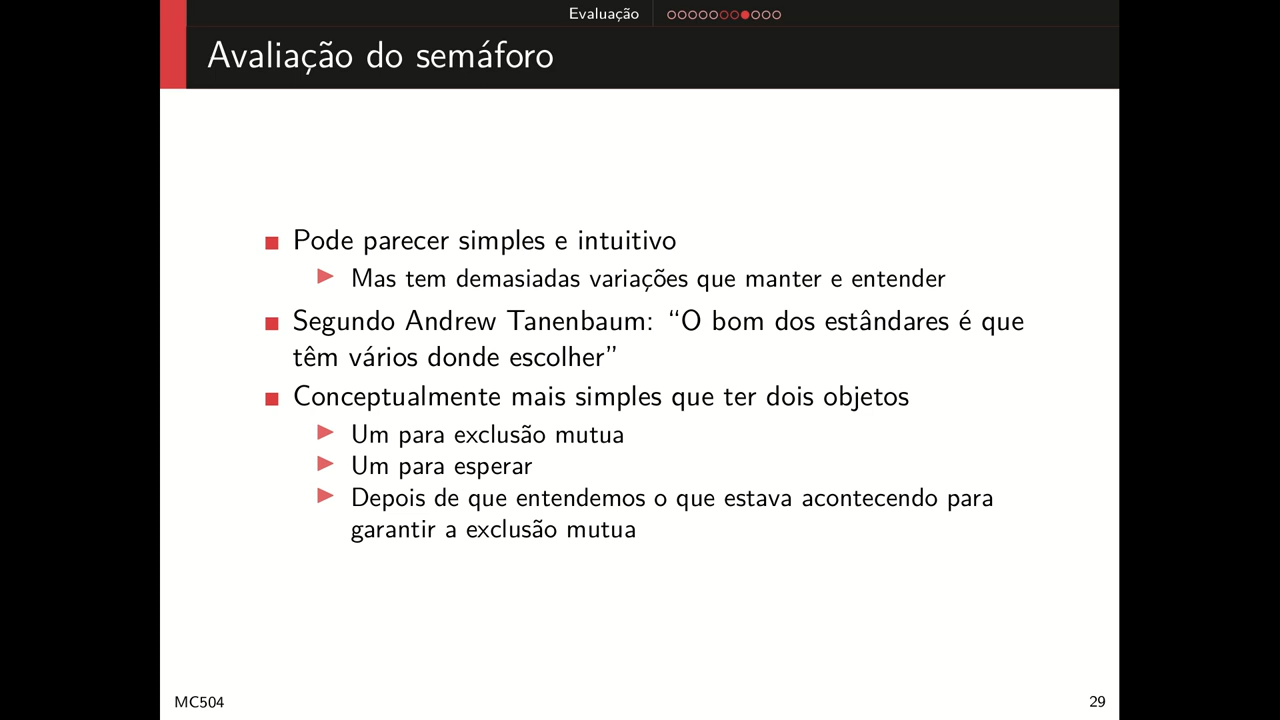 Evaluação
Avaliação do semáforo
Pode parecer simples e intuitivo
Mas tem demasiadas variações que manter e entender
Segundo Andrew Tanenbaum: “O bom dos estândares é que
têm vários donde escolher”
Conceptualmente mais simples que ter dois objetos
Um para exclusão mutua
Um para esperar
Depois de que entendemos o que estava acontecendo para
garantir a exclusão mutua
MC504
29